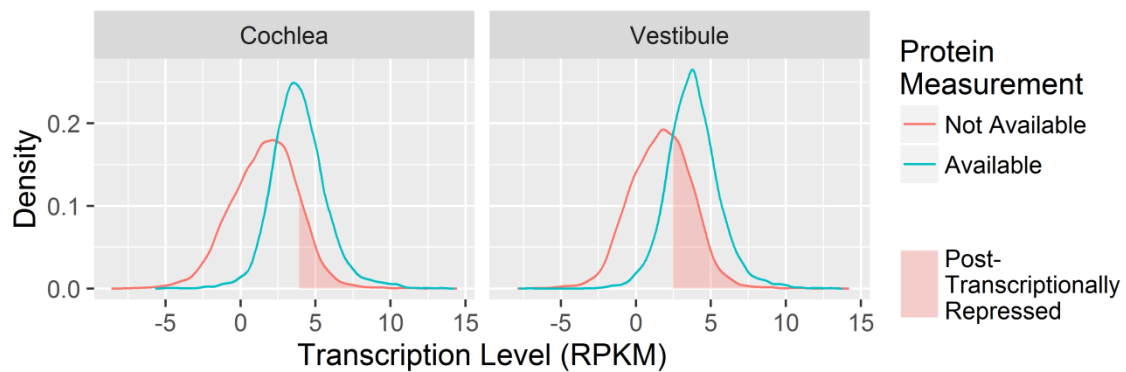 Cochlea
Vestibule
Density
0.2
0.1
0.0
-5
0
5
10
15
-5
0
5
10
15
Transcription Level (RPKM)
Protein
Measurement
Not Available
Available
Post-
Transcriptionally
Repressed